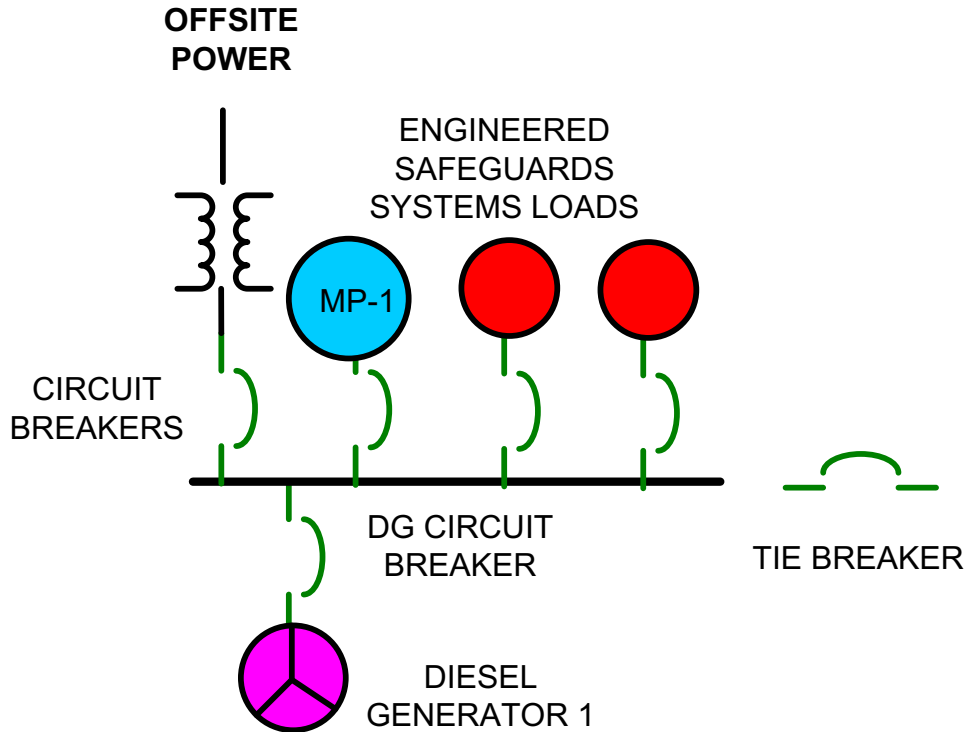 OFFSITE
POWER
ENGINEERED
SAFEGUARDS
SYSTEMS LOADS
MP-1
CIRCUIT
BREAKERS
DG CIRCUIT
BREAKER
TIE BREAKER
DIESEL
GENERATOR 1